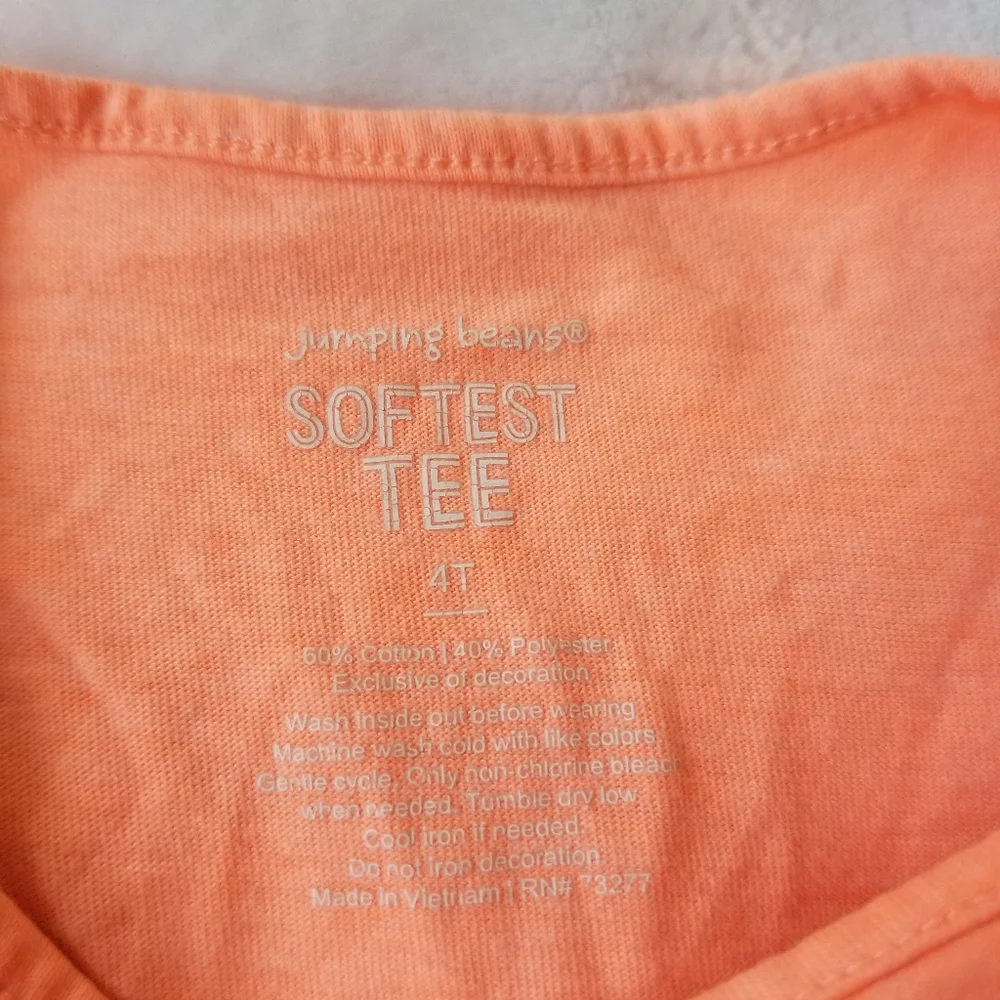 jumping beans®
SOFTEST
TEE
4T
60% Cotton | 40% Polyester
Exclusive of decoration
Wash inside out before wearing
Machine wash cold with like colors.
Gentle cycle, Only non-chlorine bleach
when needed. Tumble dry low
Cool iron if needed.
Do not iron decoration
Made in Vietnam | RN# 73277